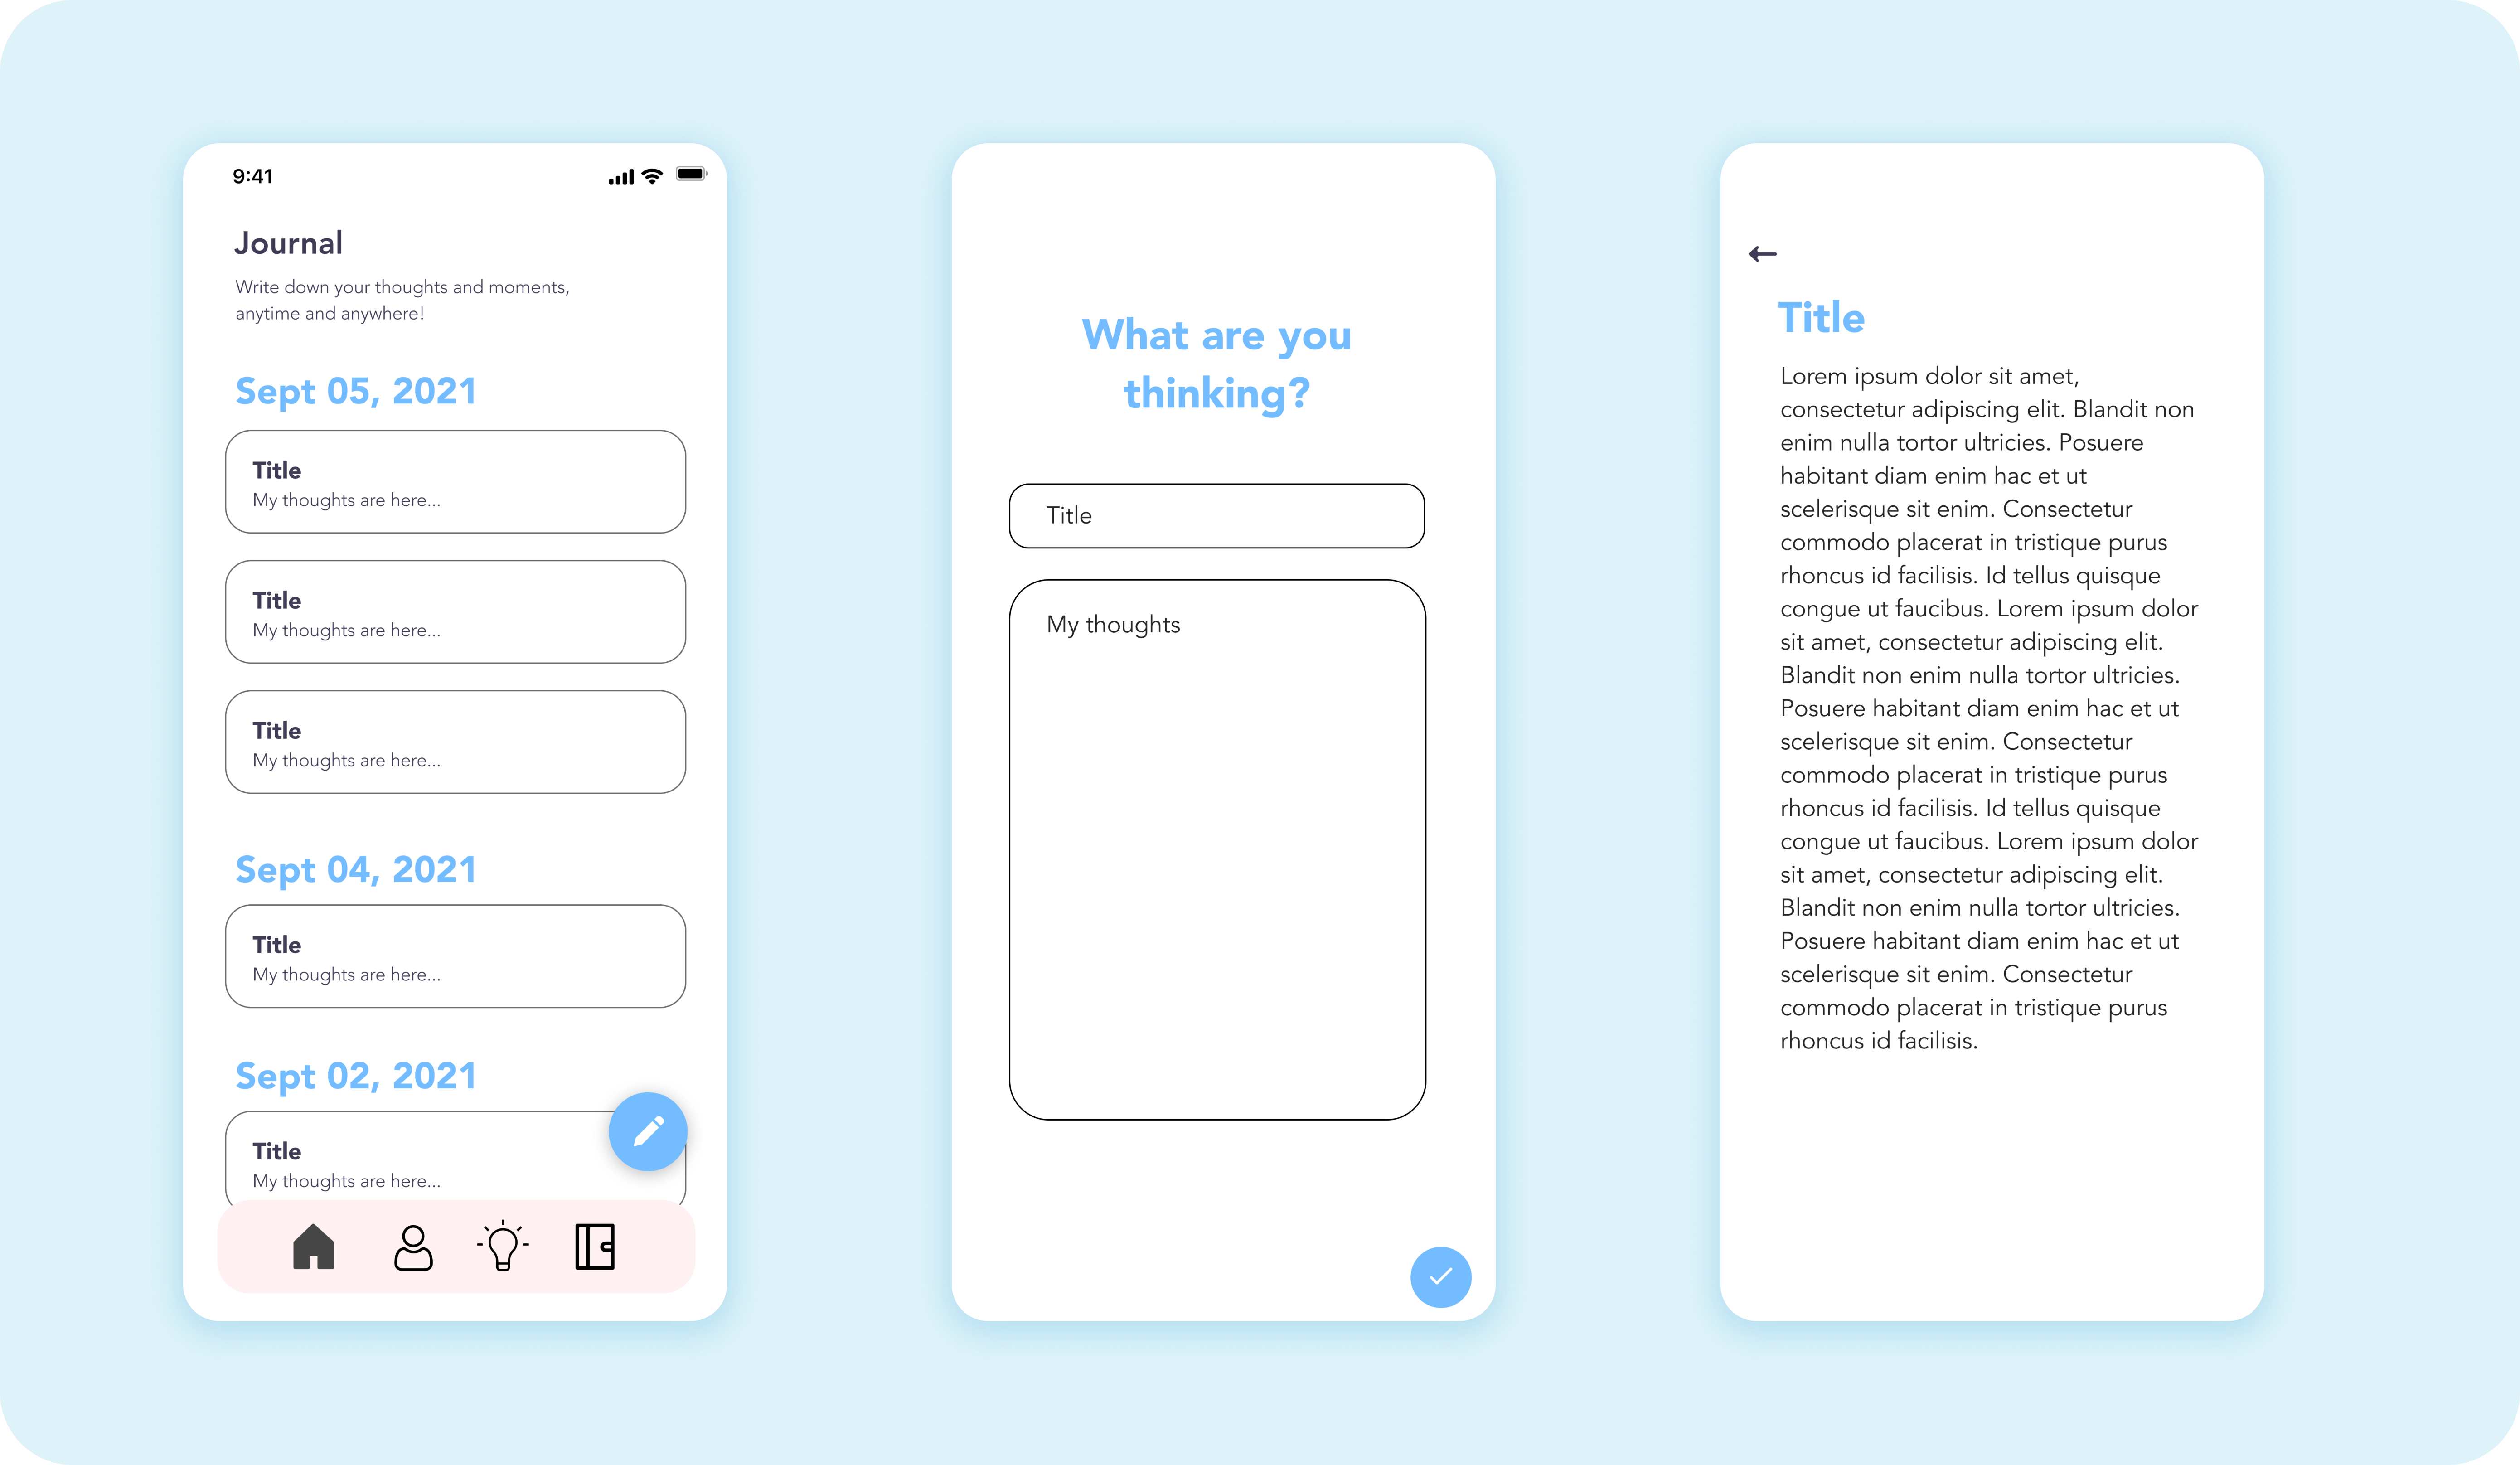 9:41
Journal
Write down your thoughts and moments,
anytime and anywhere!
Sept 05, 2021
Title
My thoughts are here...
Title
My thoughts are here...
Title
My thoughts are here...
Sept 04, 2021
Title
My thoughts are here...
Sept 02, 2021
Title
My thoughts are here...
What are you
thinking?
Title
My thoughts
Title
Lorem ipsum dolor sit amet,
consectetur adipiscing elit. Blandit non
enim nulla tortor ultricies. Posuere
habitant diam enim hac et ut
scelerisque sit enim. Consectetur
commodo placerat in tristique purus
rhoncus id facilisis. Id tellus quisque
congue ut faucibus. Lorem ipsum dolor
sit amet, consectetur adipiscing elit.
Blandit non enim nulla tortor ultricies.
Posuere habitant diam enim hac et ut
scelerisque sit enim. Consectetur
commodo placerat in tristique purus
rhoncus id facilisis. Id tellus quisque
congue ut faucibus. Lorem ipsum dolor
sit amet, consectetur adipiscing elit.
Blandit non enim nulla tortor ultricies.
Posuere habitant diam enim hac et ut
scelerisque sit enim. Consectetur
commodo placerat in tristique purus
rhoncus id facilisis.